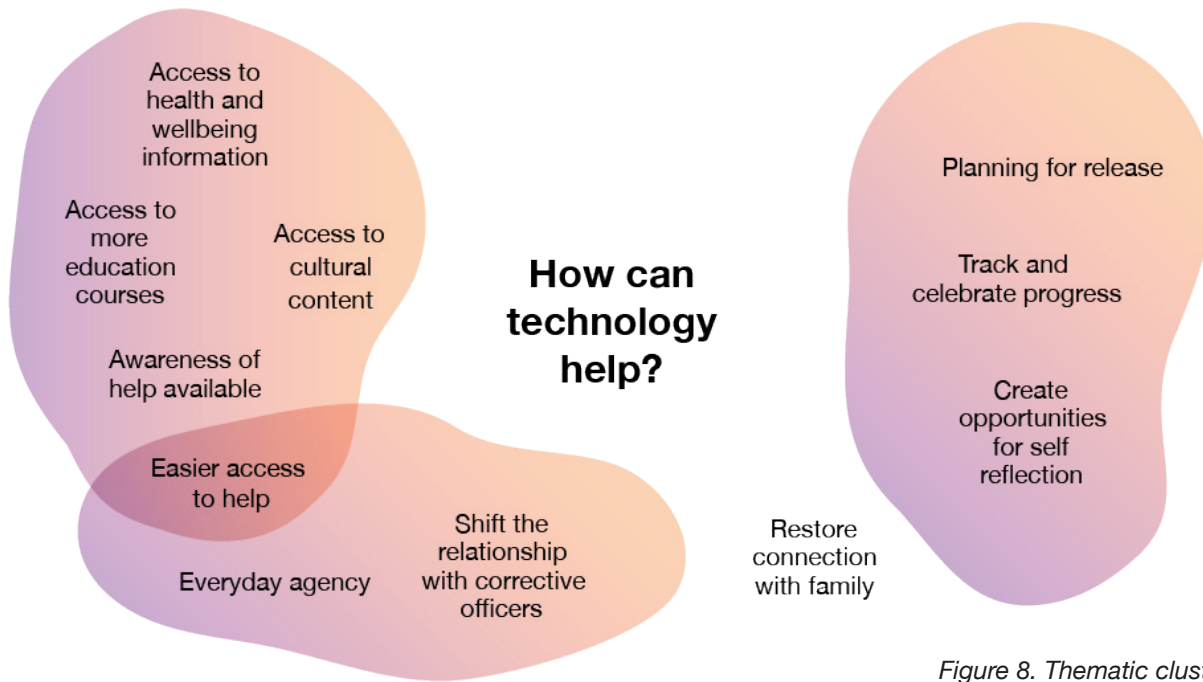 Access to
health and
wellbeing
information
Access to
more
education
courses
Access to
cultural
content
Awareness of
help available
Easier access
to help
Everyday agency
Shift the
relationship
with corrective
officers
How can
technology
help?
Restore
connection
with family
Planning for release
Track and
celebrate progress
Create
opportunities
for self
reflection
Figure 8. Thematic